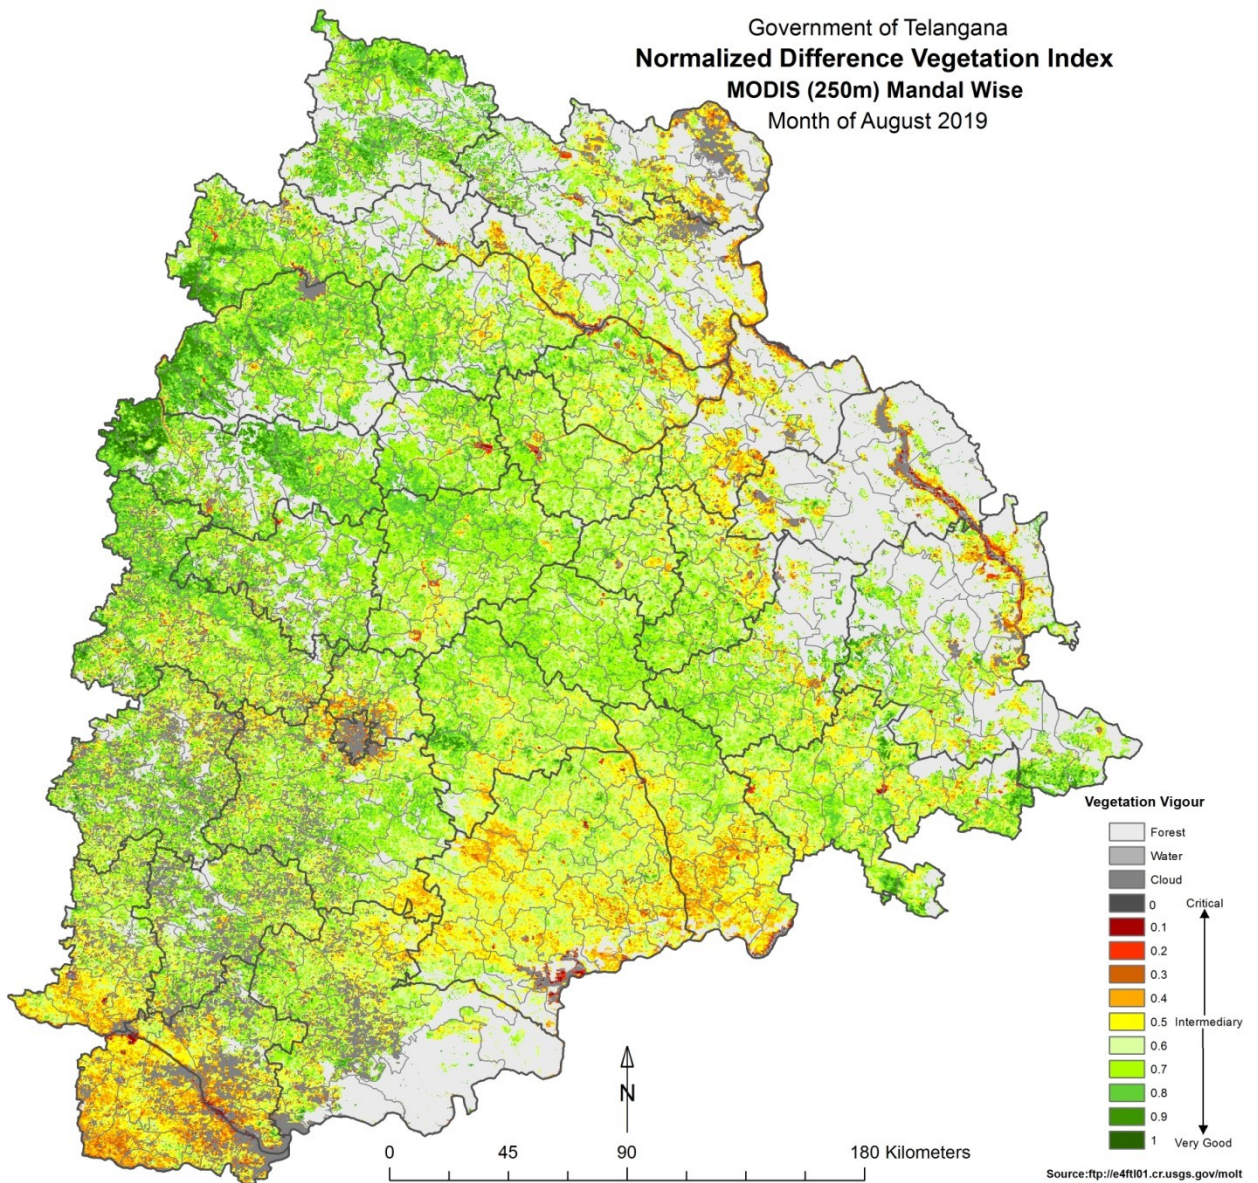 Government of Telangana
Normalized Difference Vegetation Index
MODIS (250m) Mandal Wise
Month of August 2019
Vegetation Vigour
Forest
Water
Cloud
0 Critical
0.1
0.2
0.3
0.4
0.5 Intermediary
0.6
0.7
0.8
0.9
1 Very Good
N
0 45 90 180 Kilometers
Source:ftp://e4ftl01.cr.usgs.gov/molt